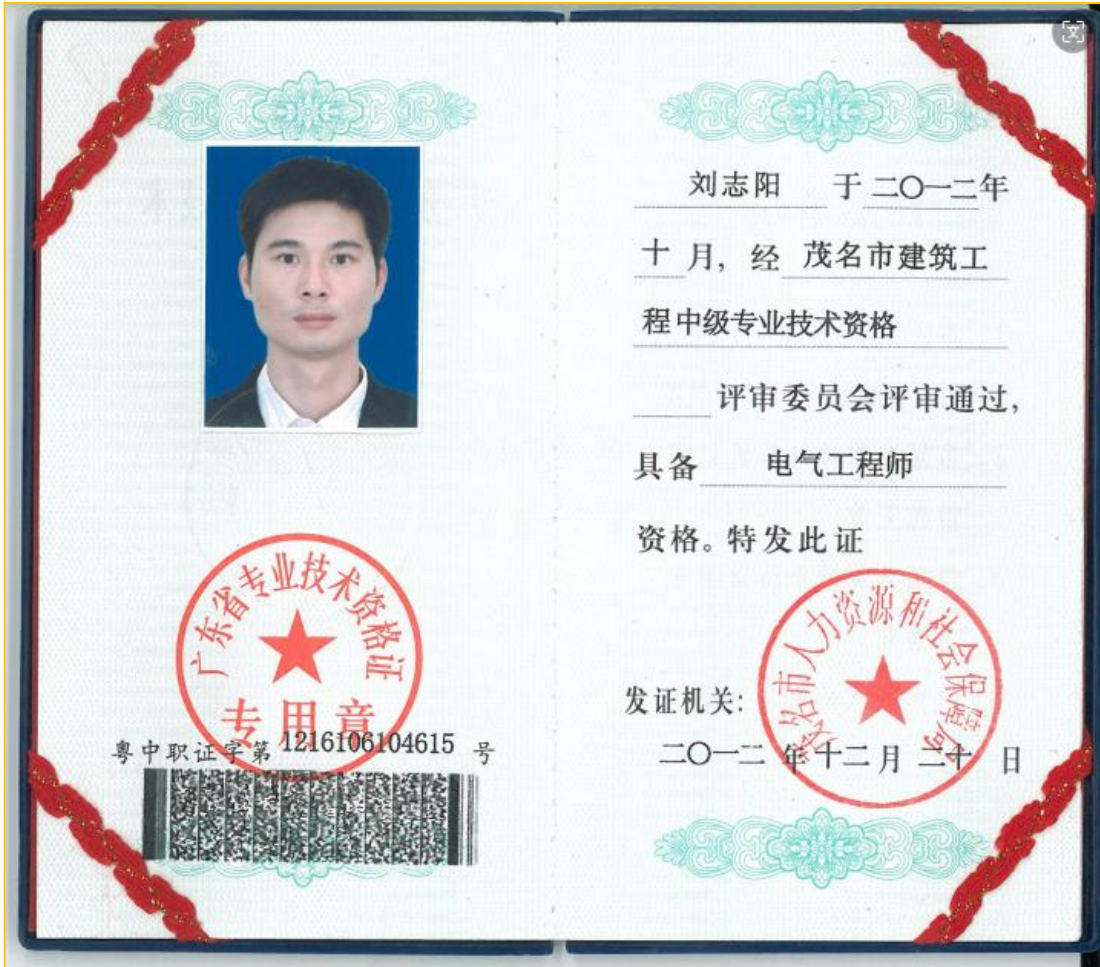 广东省专业技术资格证
专用章
粤中职证字第 1216106104615 号
刘志阳 于 二〇一二年
十 月，经 茂名市建筑工
程中级专业技术资格
评审委员会评审通过，
具备 电气工程师
资格。特发此证
茂名市人力资源和社会保障局
发证机关：
二〇一二 年 十二 月 二十 日
文